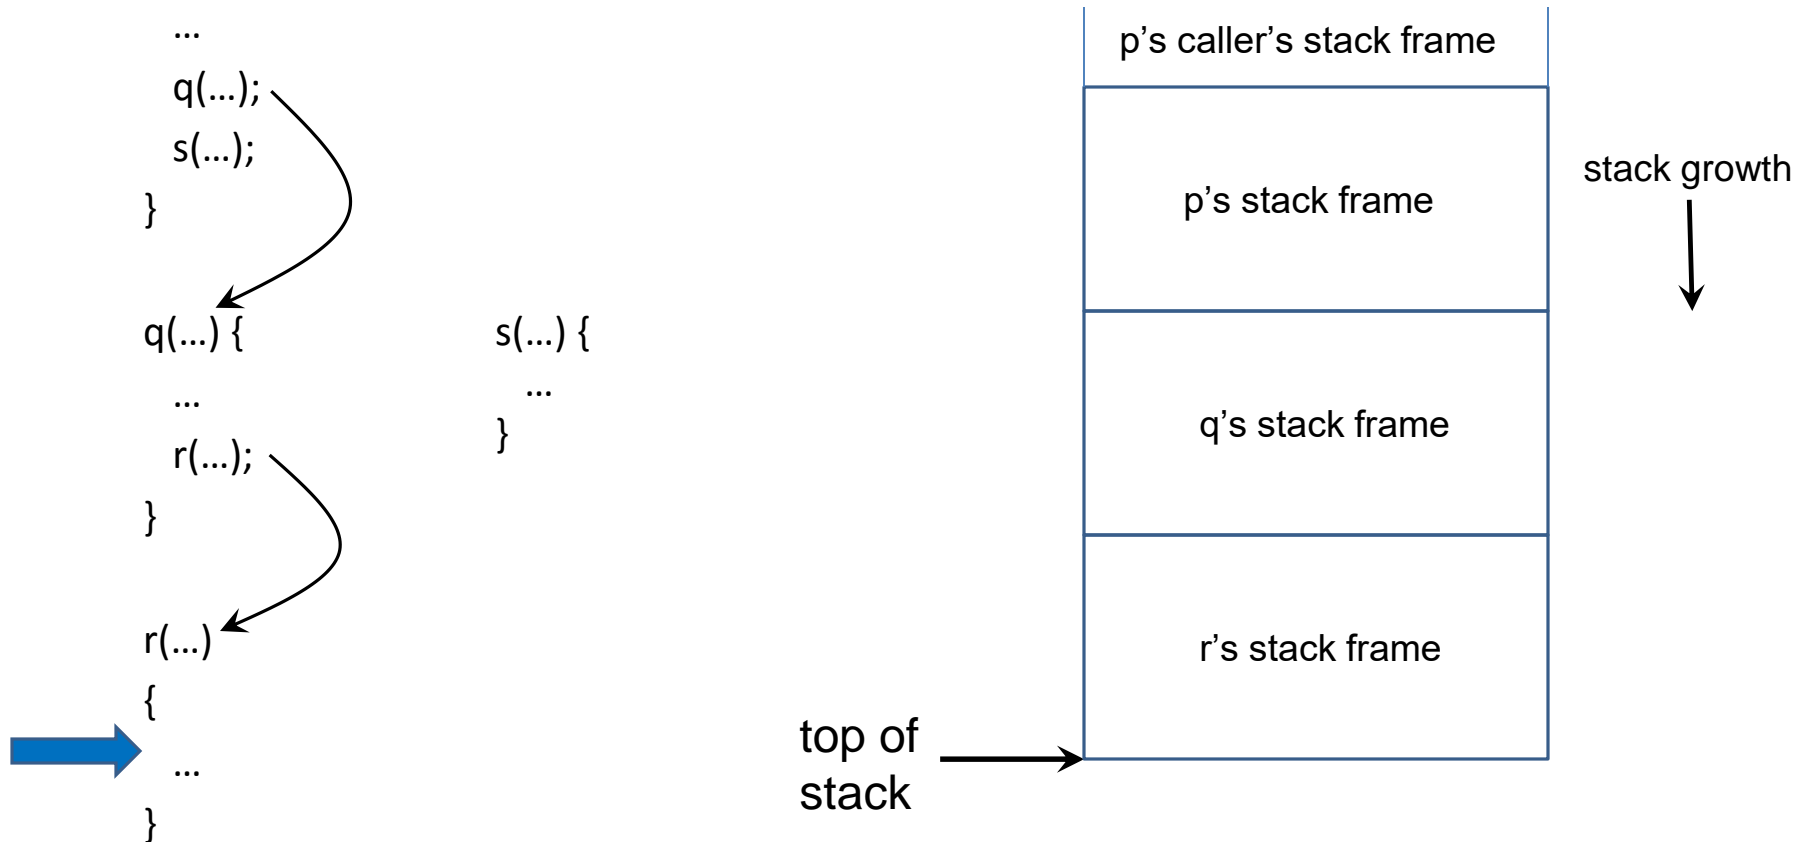 …
q(…);
s(…);
}
q(…) {
…
r(…);
}
r(…)
{
…
}
s(…) {
…
}
p’s caller’s stack frame
p’s stack frame
q’s stack frame
r’s stack frame
stack growth
top of
stack